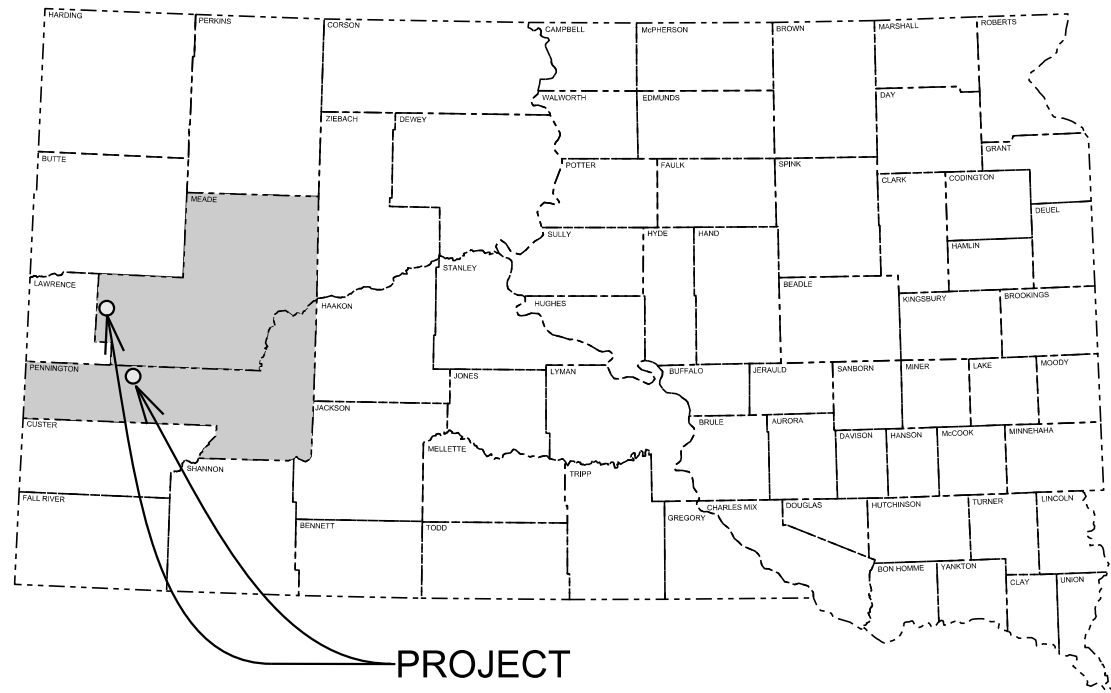 HARDING
PERKINS
CORSON
CAMPBELL
McPHERSON
BROWN
MARSHALL
ROBERTS
WALWORTH
EDMUNDS
DAY
ZIEBACH
DEWEY
GRANT
BUTTE
POTTER
FAULK
SPINK
CLARK
CODINGTON
MEADE
DEUEL
SULLY
HYDE
HAND
HAMLIN
STANLEY
LAWRENCE
BEADLE
KINGSBURY
BROOKINGS
HAAKON
HUGHES
PENNINGTON
JONES
LYMAN
BUFFALO
JERAULD
SANBORN
MINER
LAKE
MOODY
JACKSON
CUSTER
BRULE
AURORA
DAVISON
HANSON
McCOOK
MINNEHAHA
MELLETTE
SHANNON
TRIPP
FALL RIVER
GREGORY
CHARLES MIX
DOUGLAS
HUTCHINSON
TURNER
LINCOLN
BENNETT
TODD
BON HOMME
YANKTON
CLAY
UNION
PROJECT